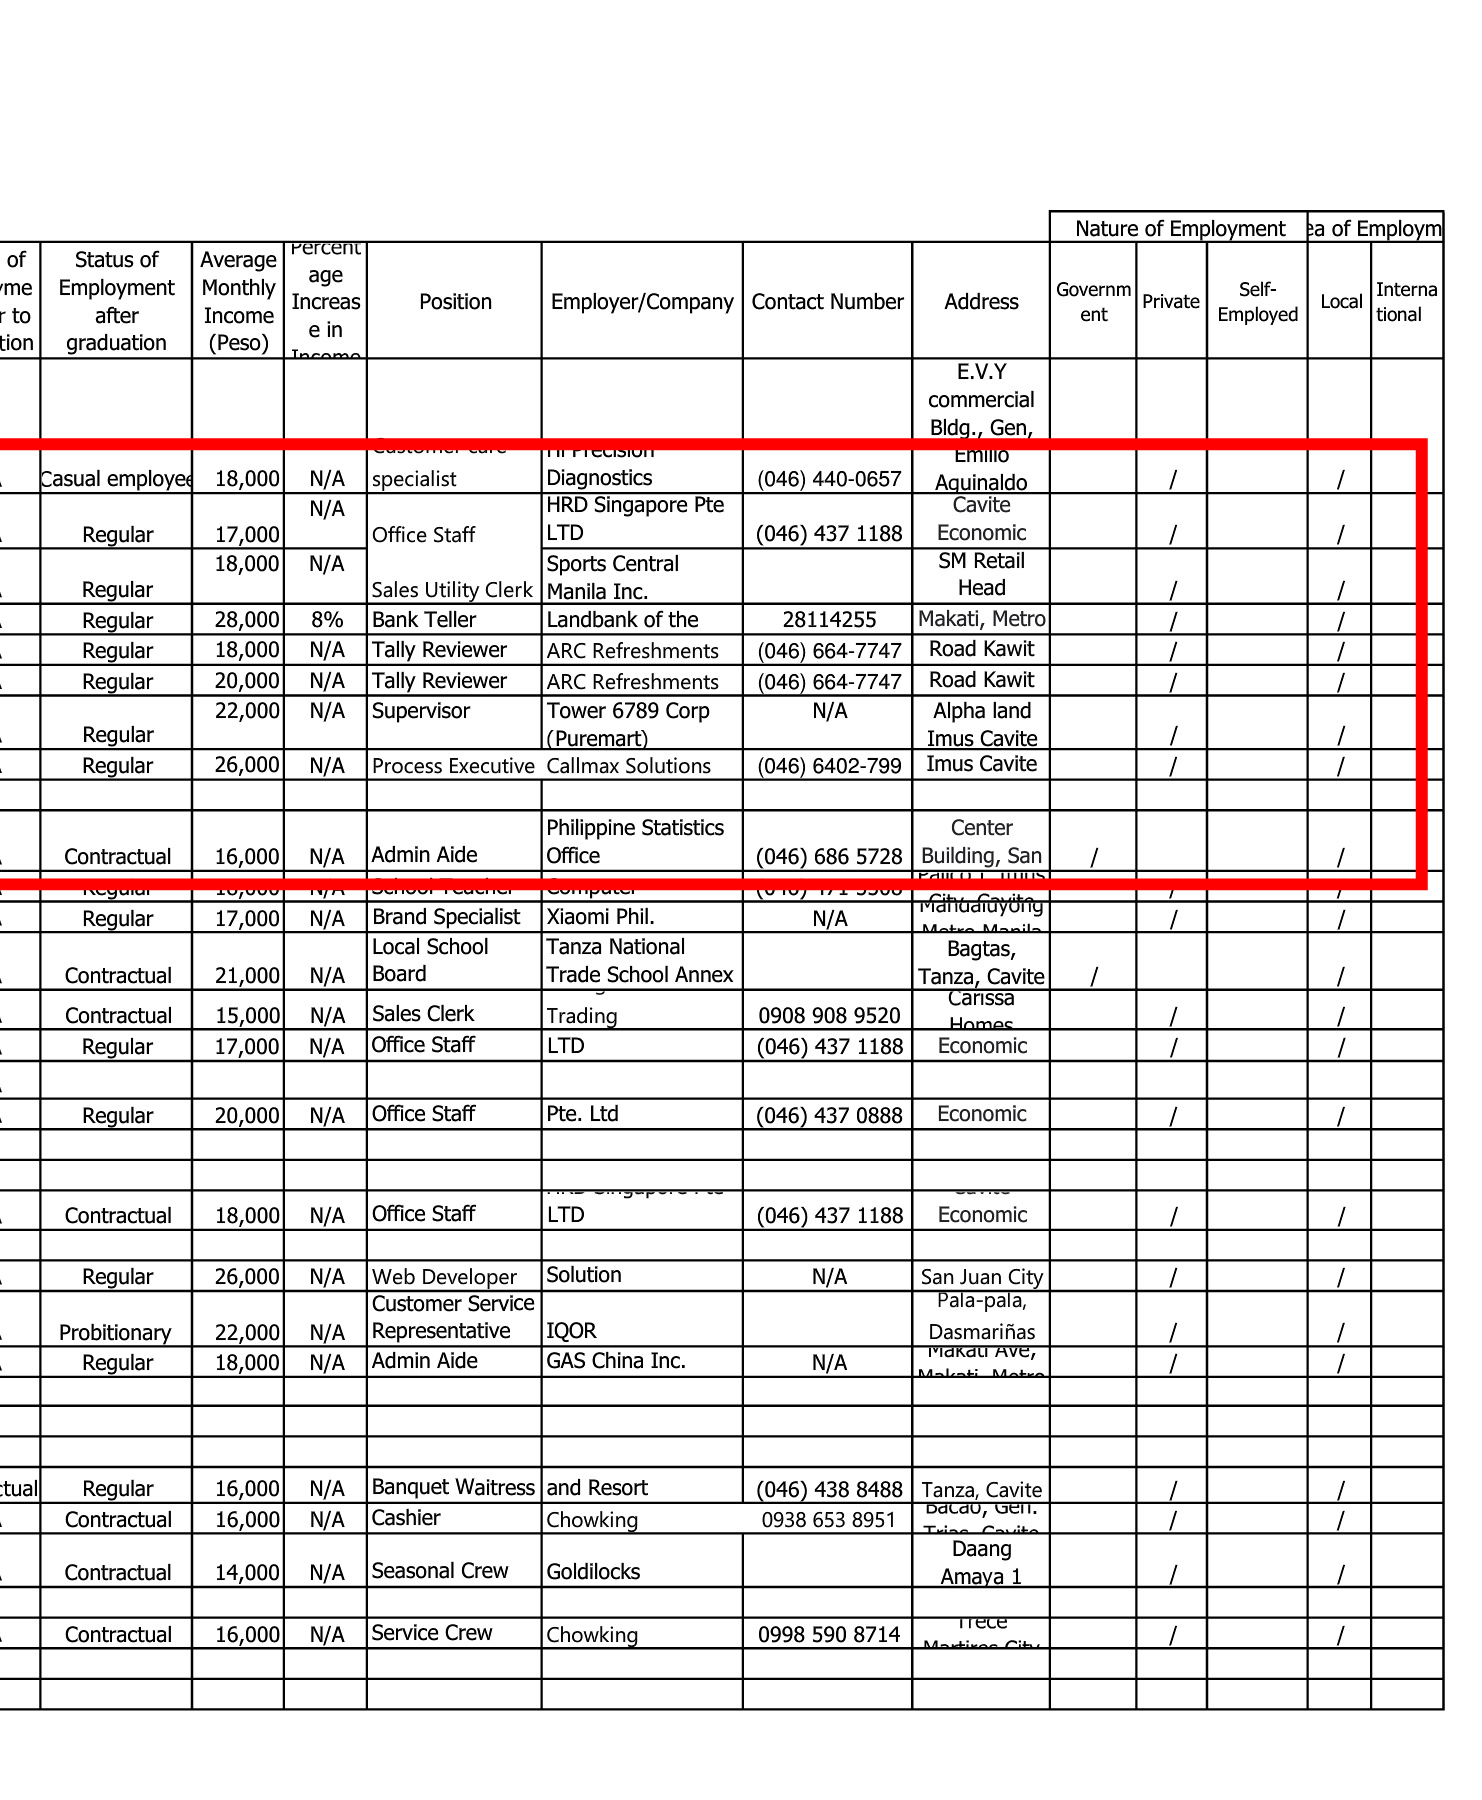 Nature of Employment ea of Employm
of
yme
r to
tion
Status of
Employment
after
graduation
Average
Monthly
Income
(Peso)
Percent
age
Increas
e in
Income
Position
Employer/Company
Contact Number
Address
Governm
ent
Private
Self-
Employed
Local
Interna
tional
E.V.Y
commercial
Bldg., Gen,
Emilio
Aguinaldo
Casual employee 18,000 N/A
Customer care
specialist
Hi Precision
Diagnostics
(046) 440-0657 / /
Regular 17,000 N/A Office Staff
HRD Singapore Pte
LTD
(046) 437 1188
Cavite
Economic
/ /
Regular 18,000 N/A Sales Utility Clerk
Sports Central
Manila Inc.
SM Retail
Head
/ /
Regular 28,000 8% Bank Teller Landbank of the 28114255 Makati, Metro / /
Regular 18,000 N/A Tally Reviewer ARC Refreshments (046) 664-7747 Road Kawit / /
Regular 20,000 N/A Tally Reviewer ARC Refreshments (046) 664-7747 Road Kawit / /
Regular 22,000 N/A Supervisor
Tower 6789 Corp
(Puremart)
N/A
Alpha land
Imus Cavite
/ /
Regular 26,000 N/A Process Executive Callmax Solutions (046) 6402-799 Imus Cavite / /
Contractual 16,000 N/A Admin Aide
Philippine Statistics
Office
(046) 686 5728
Center
Building, San
/ /
Regular N/A School Teacher Computer / /
Regular 17,000 N/A Brand Specialist Xiaomi Phil. N/A
Mandaluyong
Metro Manila
/ /
Contractual 21,000 N/A
Local School
Board
Tanza National
Trade School Annex
Bagtas,
Tanza, Cavite
/ /
Contractual 15,000 N/A Sales Clerk Trading 0908 908 9520
Carissa
Homes
/ /
Regular 17,000 N/A Office Staff LTD (046) 437 1188 Economic / /
Regular 20,000 N/A Office Staff Pte. Ltd (046) 437 0888 Economic / /
Contractual 18,000 N/A Office Staff
HRD Singapore Pte
LTD
(046) 437 1188
Cavite
Economic
/ /
Regular 26,000 N/A Web Developer Solution N/A San Juan City / /
Probitionary 22,000 N/A
Customer Service
Representative
IQOR
Pala-pala,
Dasmariñas
/ /
Regular 18,000 N/A Admin Aide GAS China Inc. N/A
Makati Ave,
Makati, Metro
/ /
ctual Regular 16,000 N/A Banquet Waitress and Resort (046) 438 8488 Tanza, Cavite / /
Contractual 16,000 N/A Cashier Chowking 0938 653 8951
Bacao, Gen.
Trias, Cavite
/ /
Contractual 14,000 N/A Seasonal Crew Goldilocks
Daang
Amaya 1
/ /
Contractual 16,000 N/A Service Crew Chowking 0998 590 8714
Trece
Martires City
/ /